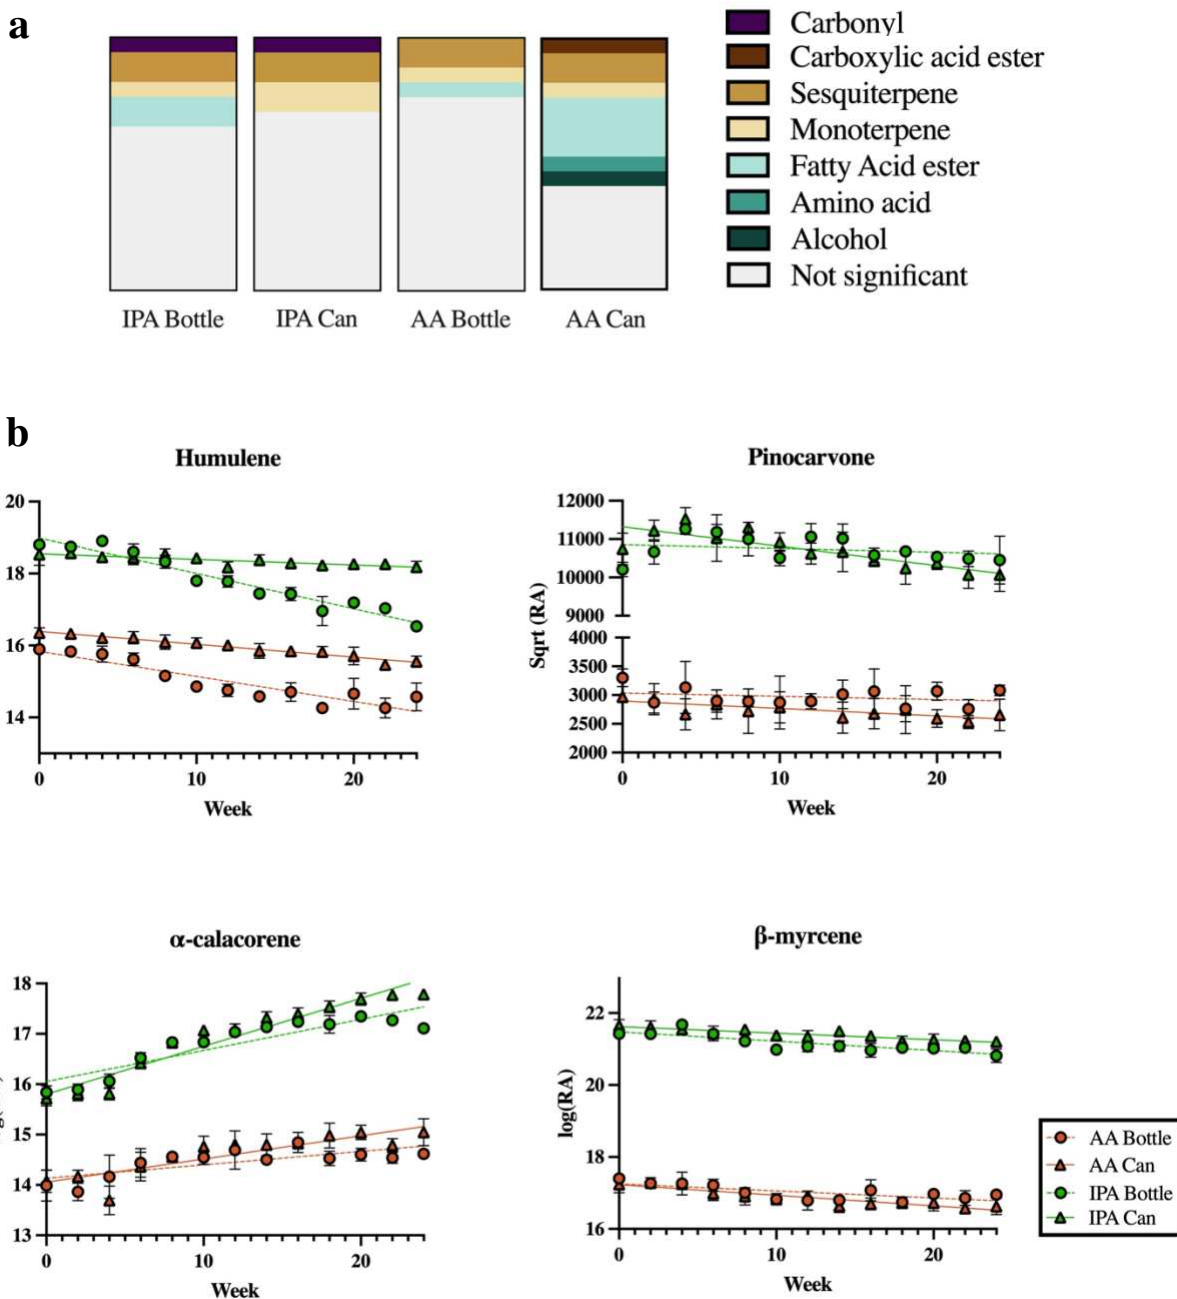 a
Carbonyl
Carboxylic acid ester
Sesquiterpene
Monoterpene
Fatty Acid ester
Amino acid
Alcohol
Not significant
IPA Bottle IPA Can AA Bottle AA Can
b
Humulene
20
18
16
14
0 10 20
Week
Pinocarvone
Sqrt (RA)
12000
11000
10000
9000
4000
3500
3000
2500
2000
0 10 20
Week
α-calacorene
18
17
16
15
14
13
0 10 20
Week
β-myrcene
log(RA)
22
20
18
16
0 10 20
Week
AA Bottle
AA Can
IPA Bottle
IPA Can